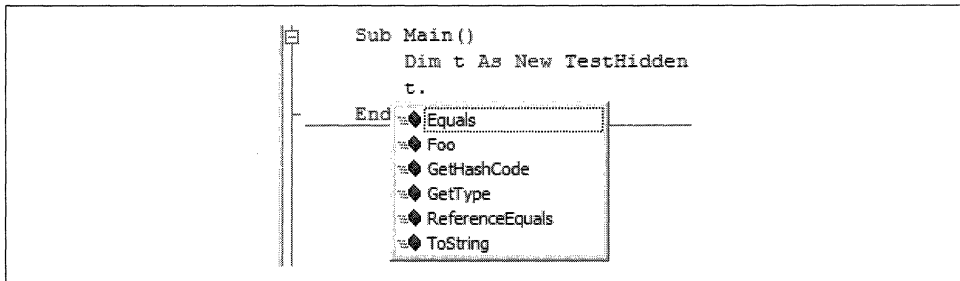 Sub Main()
Dim t As New TestHidden
t.
End
Equals
Foo
GetHashCode
GetType
ReferenceEquals
ToString